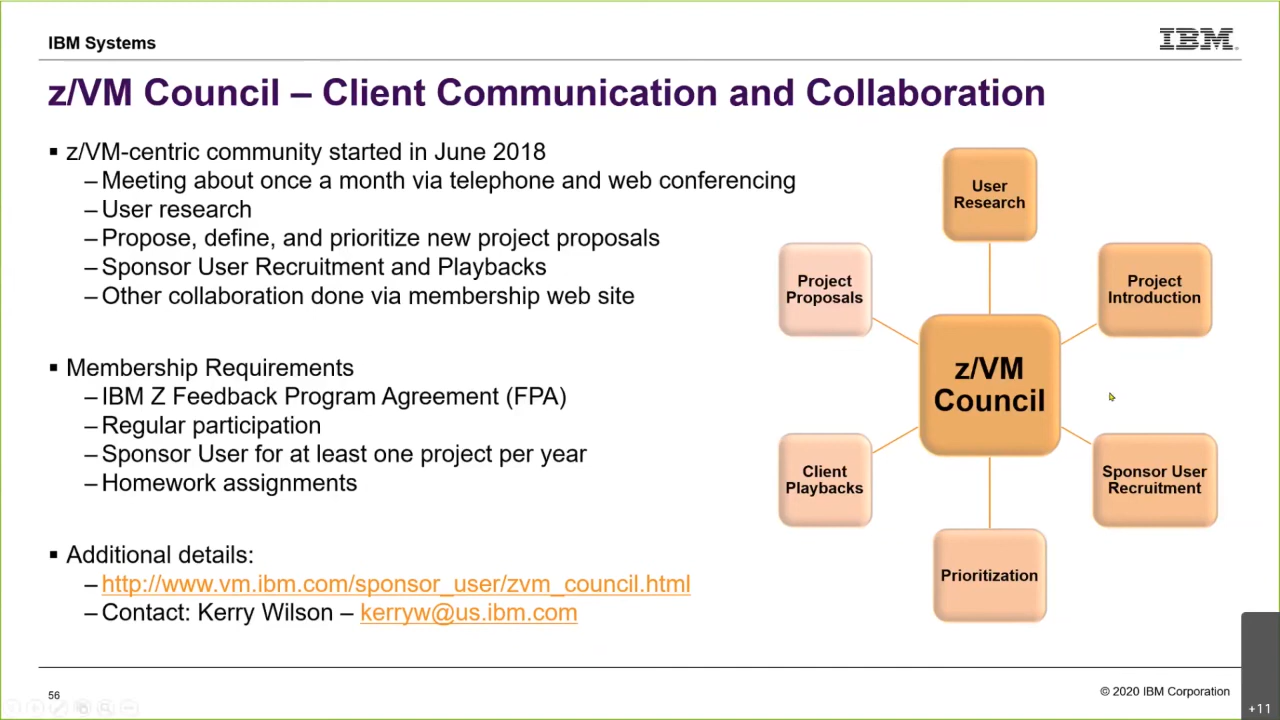 IBM Systems
IBM
z/VM Council – Client Communication and Collaboration
▪ z/VM-centric community started in June 2018
– Meeting about once a month via telephone and web conferencing
– User research
– Propose, define, and prioritize new project proposals
– Sponsor User Recruitment and Playbacks
– Other collaboration done via membership web site
▪ Membership Requirements
– IBM Z Feedback Program Agreement (FPA)
– Regular participation
– Sponsor User for at least one project per year
– Homework assignments
▪ Additional details:
– http://www.vm.ibm.com/sponsor_user/zvm_council.html
– Contact: Kerry Wilson – kerryw@us.ibm.com
User
Research
Project
Proposals
Project
Introduction
z/VM
Council
Client
Playbacks
Sponsor User
Recruitment
Prioritization
56
© 2020 IBM Corporation
+11